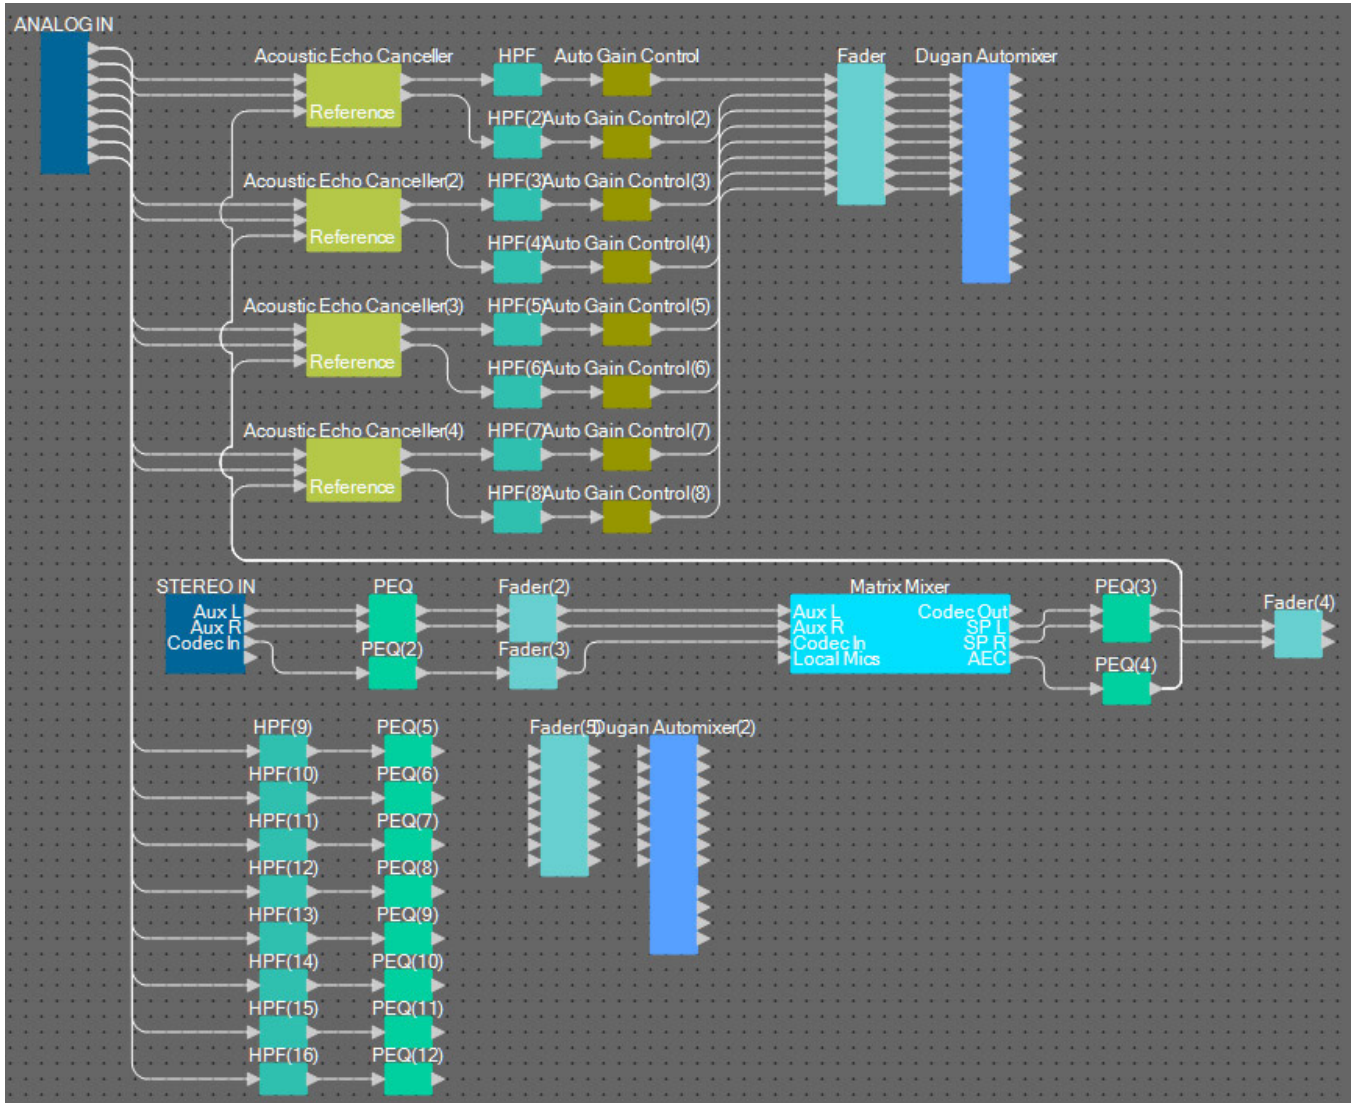 ANALOG IN
Acoustic Echo Canceller
HPF
Auto Gain Control
Fader
Dugan Automixer
Reference
HPF(2)
Auto Gain Control(2)
Acoustic Echo Canceller(2)
HPF(3)
Auto Gain Control(3)
Reference
HPF(4)
Auto Gain Control(4)
Acoustic Echo Canceller(3)
HPF(5)
Auto Gain Control(5)
Reference
HPF(6)
Auto Gain Control(6)
Acoustic Echo Canceller(4)
HPF(7)
Auto Gain Control(7)
Reference
HPF(8)
Auto Gain Control(8)
STEREO IN
PEQ
Fader(2)
Matrix Mixer
PEQ(3)
Fader(4)
Aux L
Aux R
Codec In
PEQ(2)
Fader(3)
Aux L
Aux R
Codec In
Local Mics
Codec Out
SP L
SP R
AEC
PEQ(4)
HPF(9)
PEQ(5)
Fader(5)
Dugan Automixer(2)
HPF(10)
PEQ(6)
HPF(11)
PEQ(7)
HPF(12)
PEQ(8)
HPF(13)
PEQ(9)
HPF(14)
PEQ(10)
HPF(15)
PEQ(11)
HPF(16)
PEQ(12)